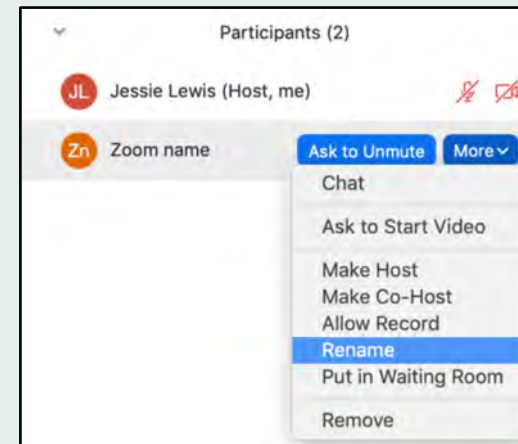 Participants (2)
JL Jessie Lewis (Host, me)
Zn Zoom name Ask to Unmute More
Chat
Ask to Start Video
Make Host
Make Co-Host
Allow Record
Rename
Put in Waiting Room
Remove